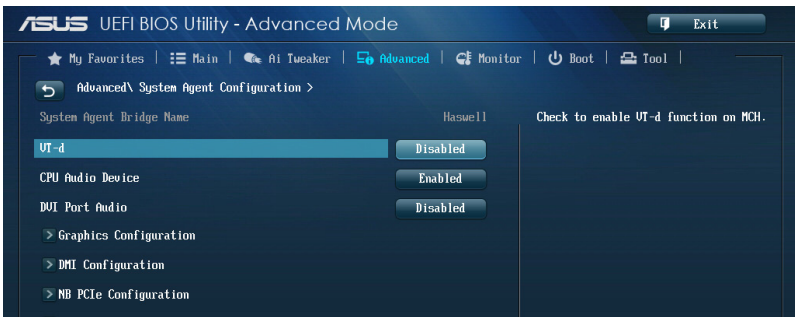 ASUS UEFI BIOS Utility - Advanced Mode
Exit
My Favorites | Main | Ai Tweaker | Advanced | Monitor | Boot | Tool |
Advanced\ System Agent Configuration >
System Agent Bridge Name Haswell
VT-d Disabled
CPU Audio Device Enabled
DVI Port Audio Disabled
> Graphics Configuration
> DMI Configuration
> NB PCIe Configuration
Check to enable VT-d function on MCH.